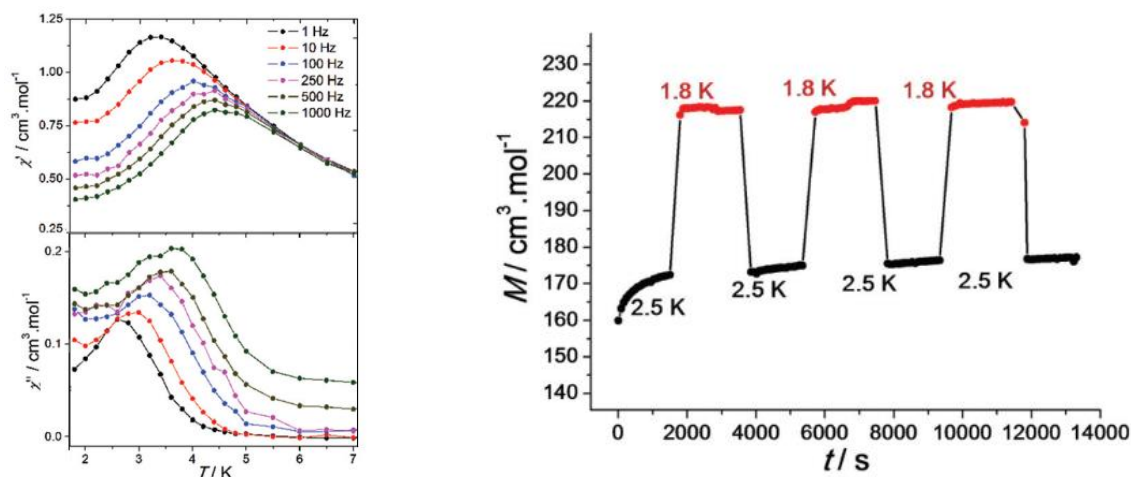 1.25
1.00
0.75
0.50
0.25
χ' / cm³.mol⁻¹
1 Hz
10 Hz
100 Hz
250 Hz
500 Hz
1000 Hz
0.2
0.1
0.0
χ'' / cm³.mol⁻¹
2 3 4 5 6 7
T / K
230
220
210
200
190
180
170
160
150
140
M / cm³.mol⁻¹
1.8 K 1.8 K 1.8 K
2.5 K 2.5 K 2.5 K 2.5 K
0 2000 4000 6000 8000 10000 12000 14000
t / s